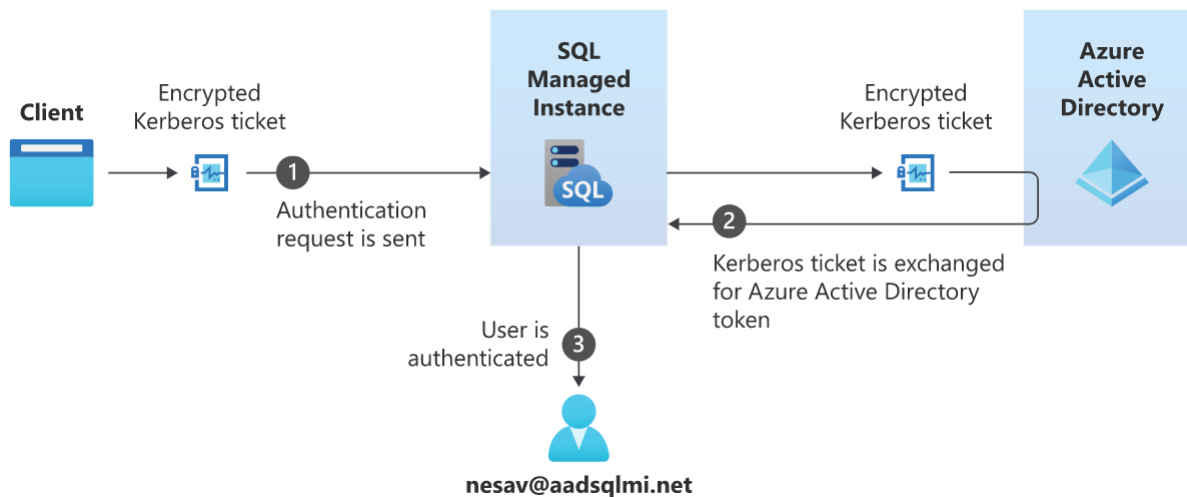 Client
Encrypted
Kerberos ticket
1
Authentication
request is sent
SQL
Managed
Instance
SQL
Encrypted
Kerberos ticket
Azure
Active
Directory
2
Kerberos ticket is exchanged
for Azure Active Directory
token
User is
authenticated
3
nesav@aadsqlmi.net